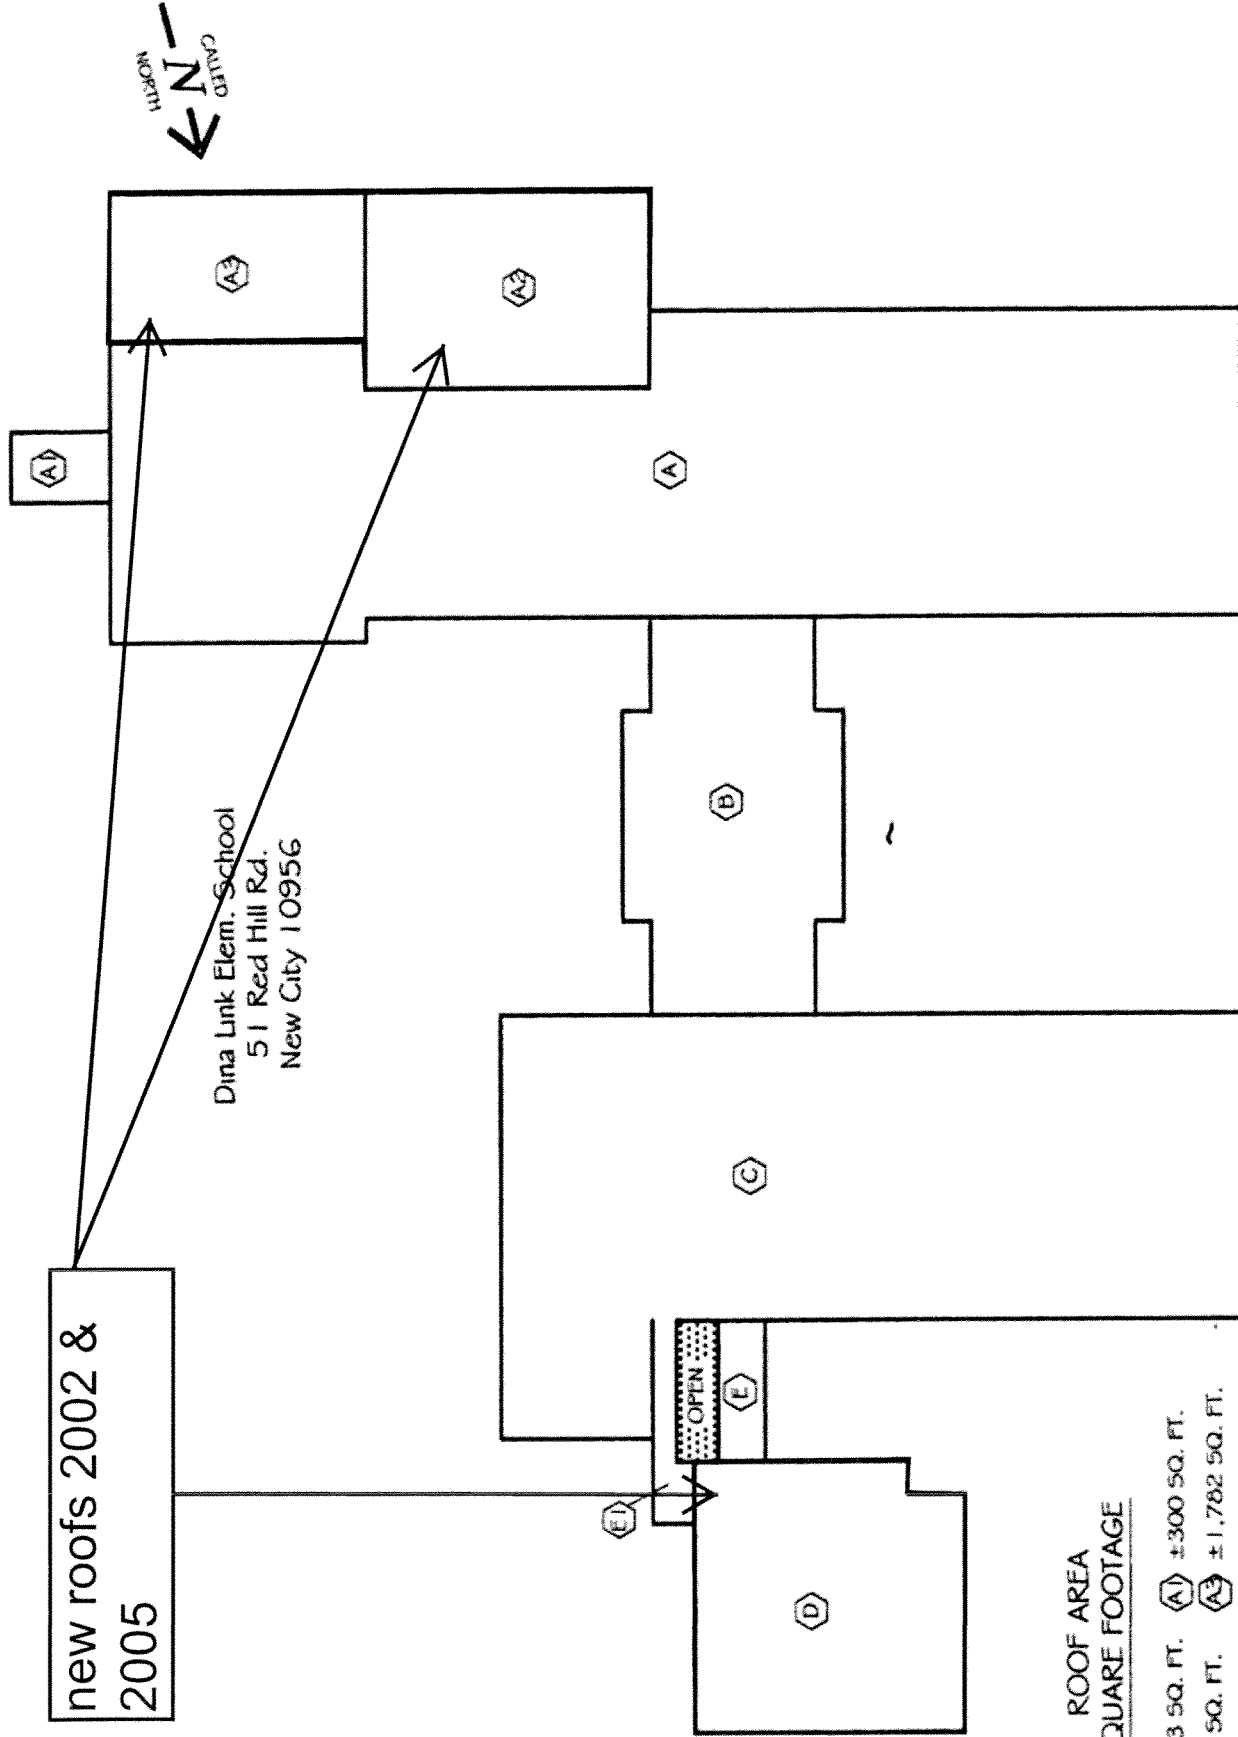 NORTH
N
CALLED
A3
A2
A1
A
B
C
D
E
E1
OPEN
Dina Link Elem. School
51 Red Hill Rd.
New City 10956
new roofs 2002 &
2005
ROOF AREA
QUARE FOOTAGE
3 SQ. FT. A1 ±300 SQ. FT.
SQ. FT. A3 ±1,782 SQ. FT.